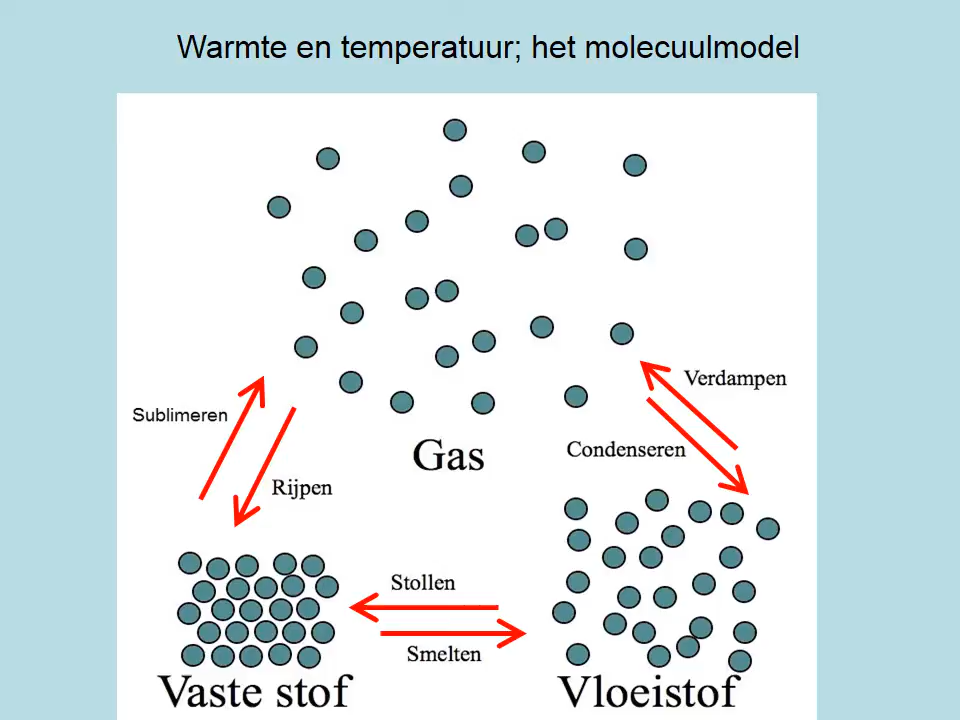 Warmte en temperatuur; het molecuulmodel
Verdampen
Sublimeren
Condenseren
Gas
Rijpen
Stollen
Smelten
Vaste stof
Vloeistof